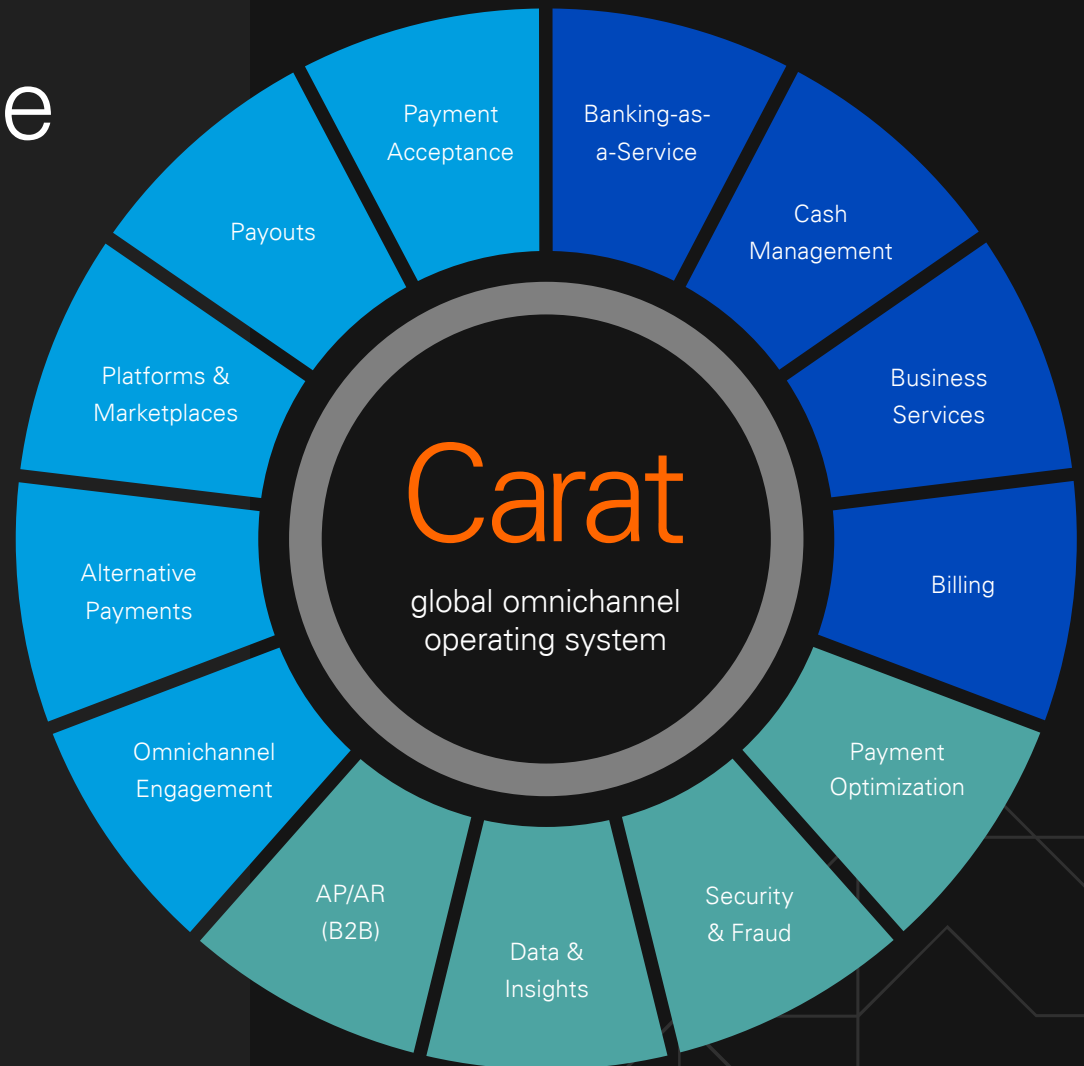 e
Payment
Acceptance
Banking-as-
a-Service
Cash
Management
Business
Services
Billing
Payment
Optimization
Security
& Fraud
Data &
Insights
AP/AR
(B2B)
Omnichannel
Engagement
Alternative
Payments
Platforms &
Marketplaces
Payouts
Carat
global omnichannel
operating system